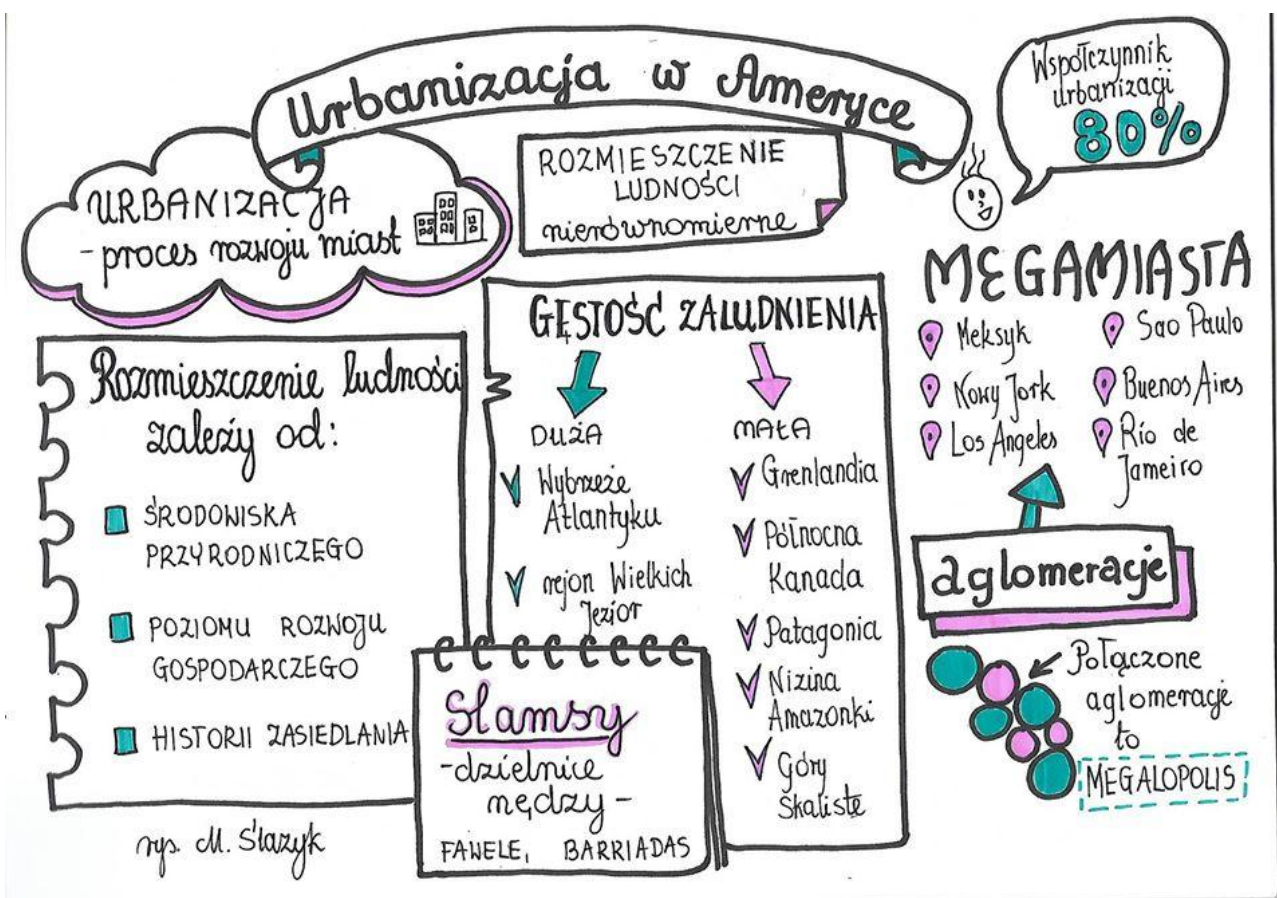 Urbanizacja w Ameryce
Współczynnik
urbanizacji
80%
URBANIZACJA
- proces rozwoju miast
ROZMIESZCZENIE
LUDNOŚCI
nierównomierne
Rozmieszczenie ludności
zależy od:
ŚRODOWISKA
PRZYRODNICZEGO
POZIOMU ROZWOJU
GOSPODARCZEGO
HISTORII ZASIEDLANIA
GĘSTOŚĆ ZALUDNIENIA
DUŻA
Wybrzeże
Atlantyku
rejon Wielkich
Jezior
MAŁA
Grenlandia
Północna
Kanada
Patagonia
Nizina
Amazonki
Góry
Skaliste
Slamsy
-dzielnice
nędzy-
FAWELE, BARRIADAS
MEGAMIASTA
Meksyk
Nowy Jork
Los Angeles
Sao Paulo
Buenos Aires
Rio de
Jameiro
aglomeracje
Połączone
aglomeracje
to
MEGALOPOLIS
rys. M. Ślazyk